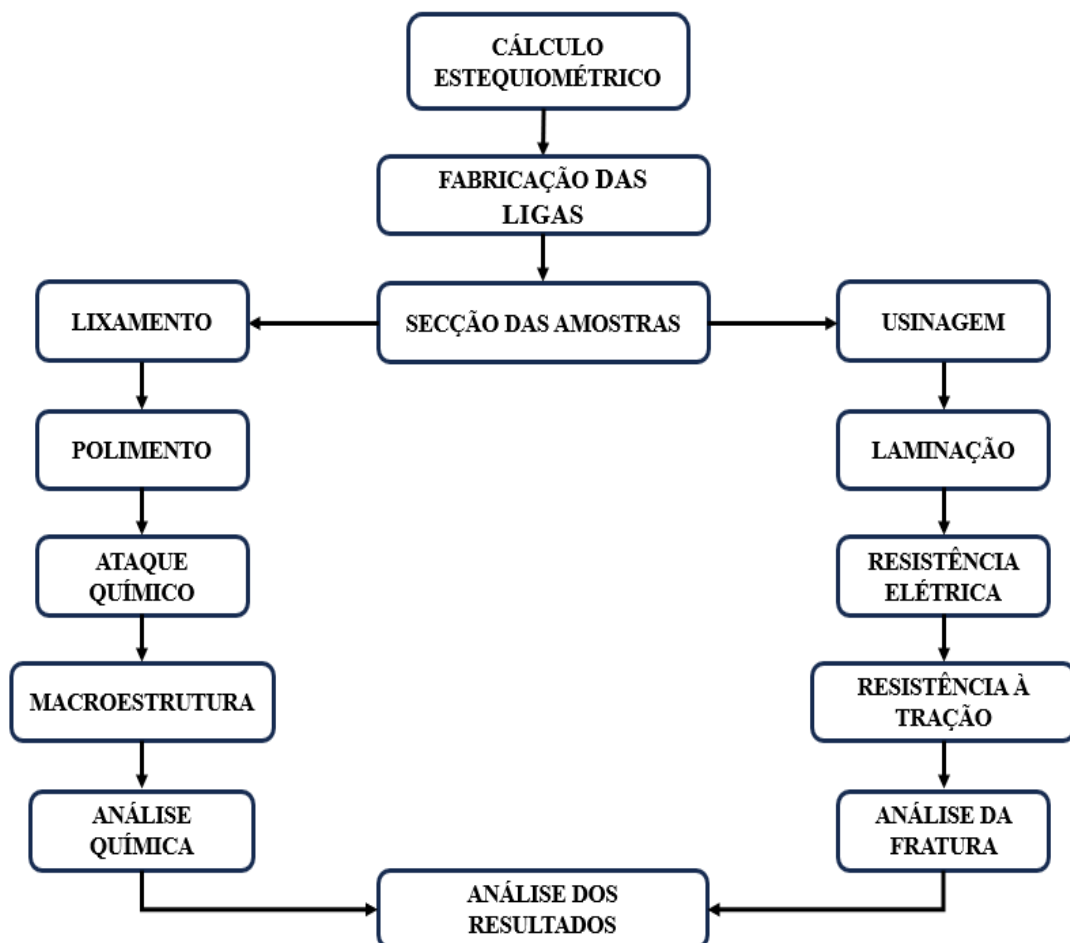 CÁLCULO
ESTEQUIOMÉTRICO
FABRICAÇÃO DAS
LIGAS
LIXAMENTO
SECÇÃO DAS AMOSTRAS
USINAGEM
POLIMENTO
LAMINAÇÃO
ATAQUE
QUÍMICO
RESISTÊNCIA
ELÉTRICA
MACROESTRUTURA
RESISTÊNCIA À
TRAÇÃO
ANÁLISE
QUÍMICA
ANÁLISE DA
FRATURA
ANÁLISE DOS
RESULTADOS